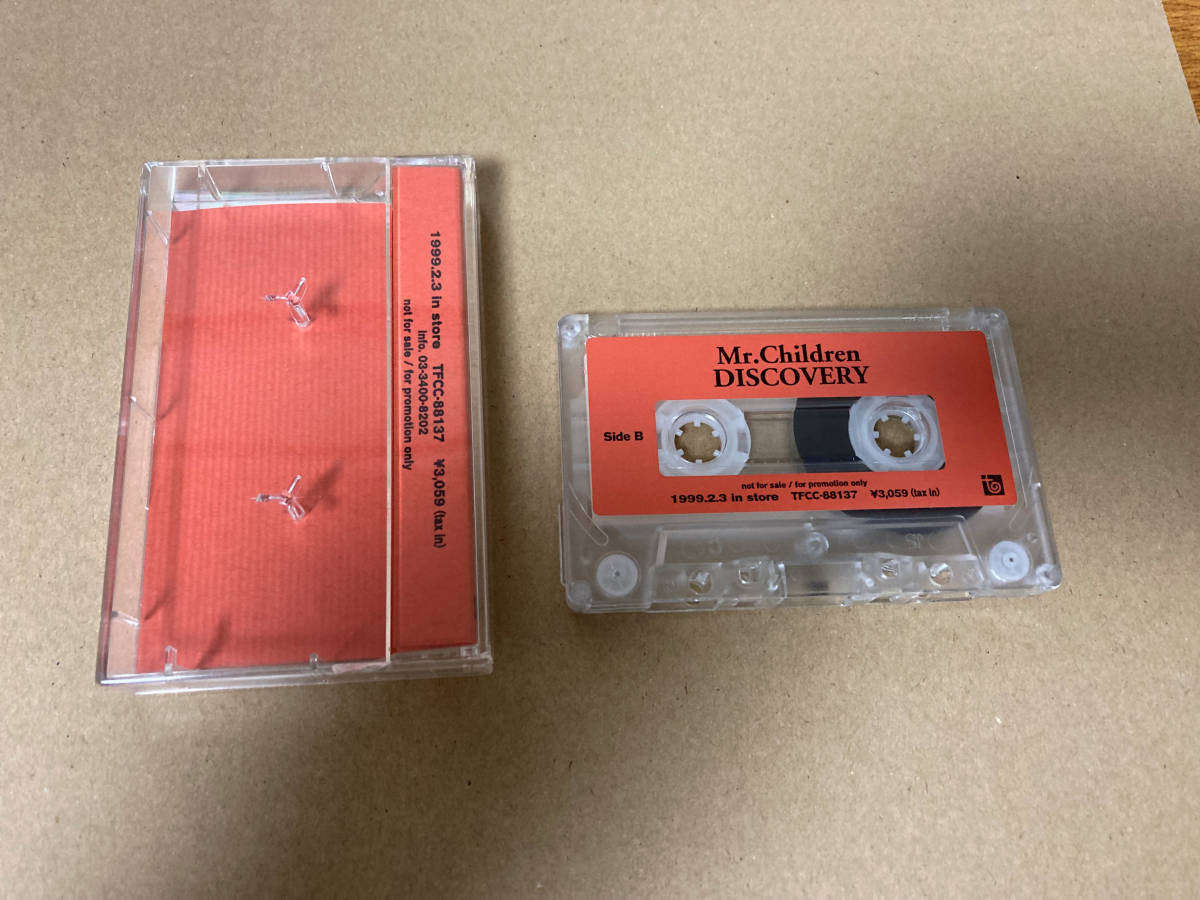 1999.2.3 in store TFCC-88137 ¥3,059 (tax in)
info. 03-3400-8202
not for sale / for promotion only
Mr.Children
DISCOVERY
Side B
not for sale / for promotion only
1999.2.3 in store TFCC-88137 ¥3,059 (tax in)